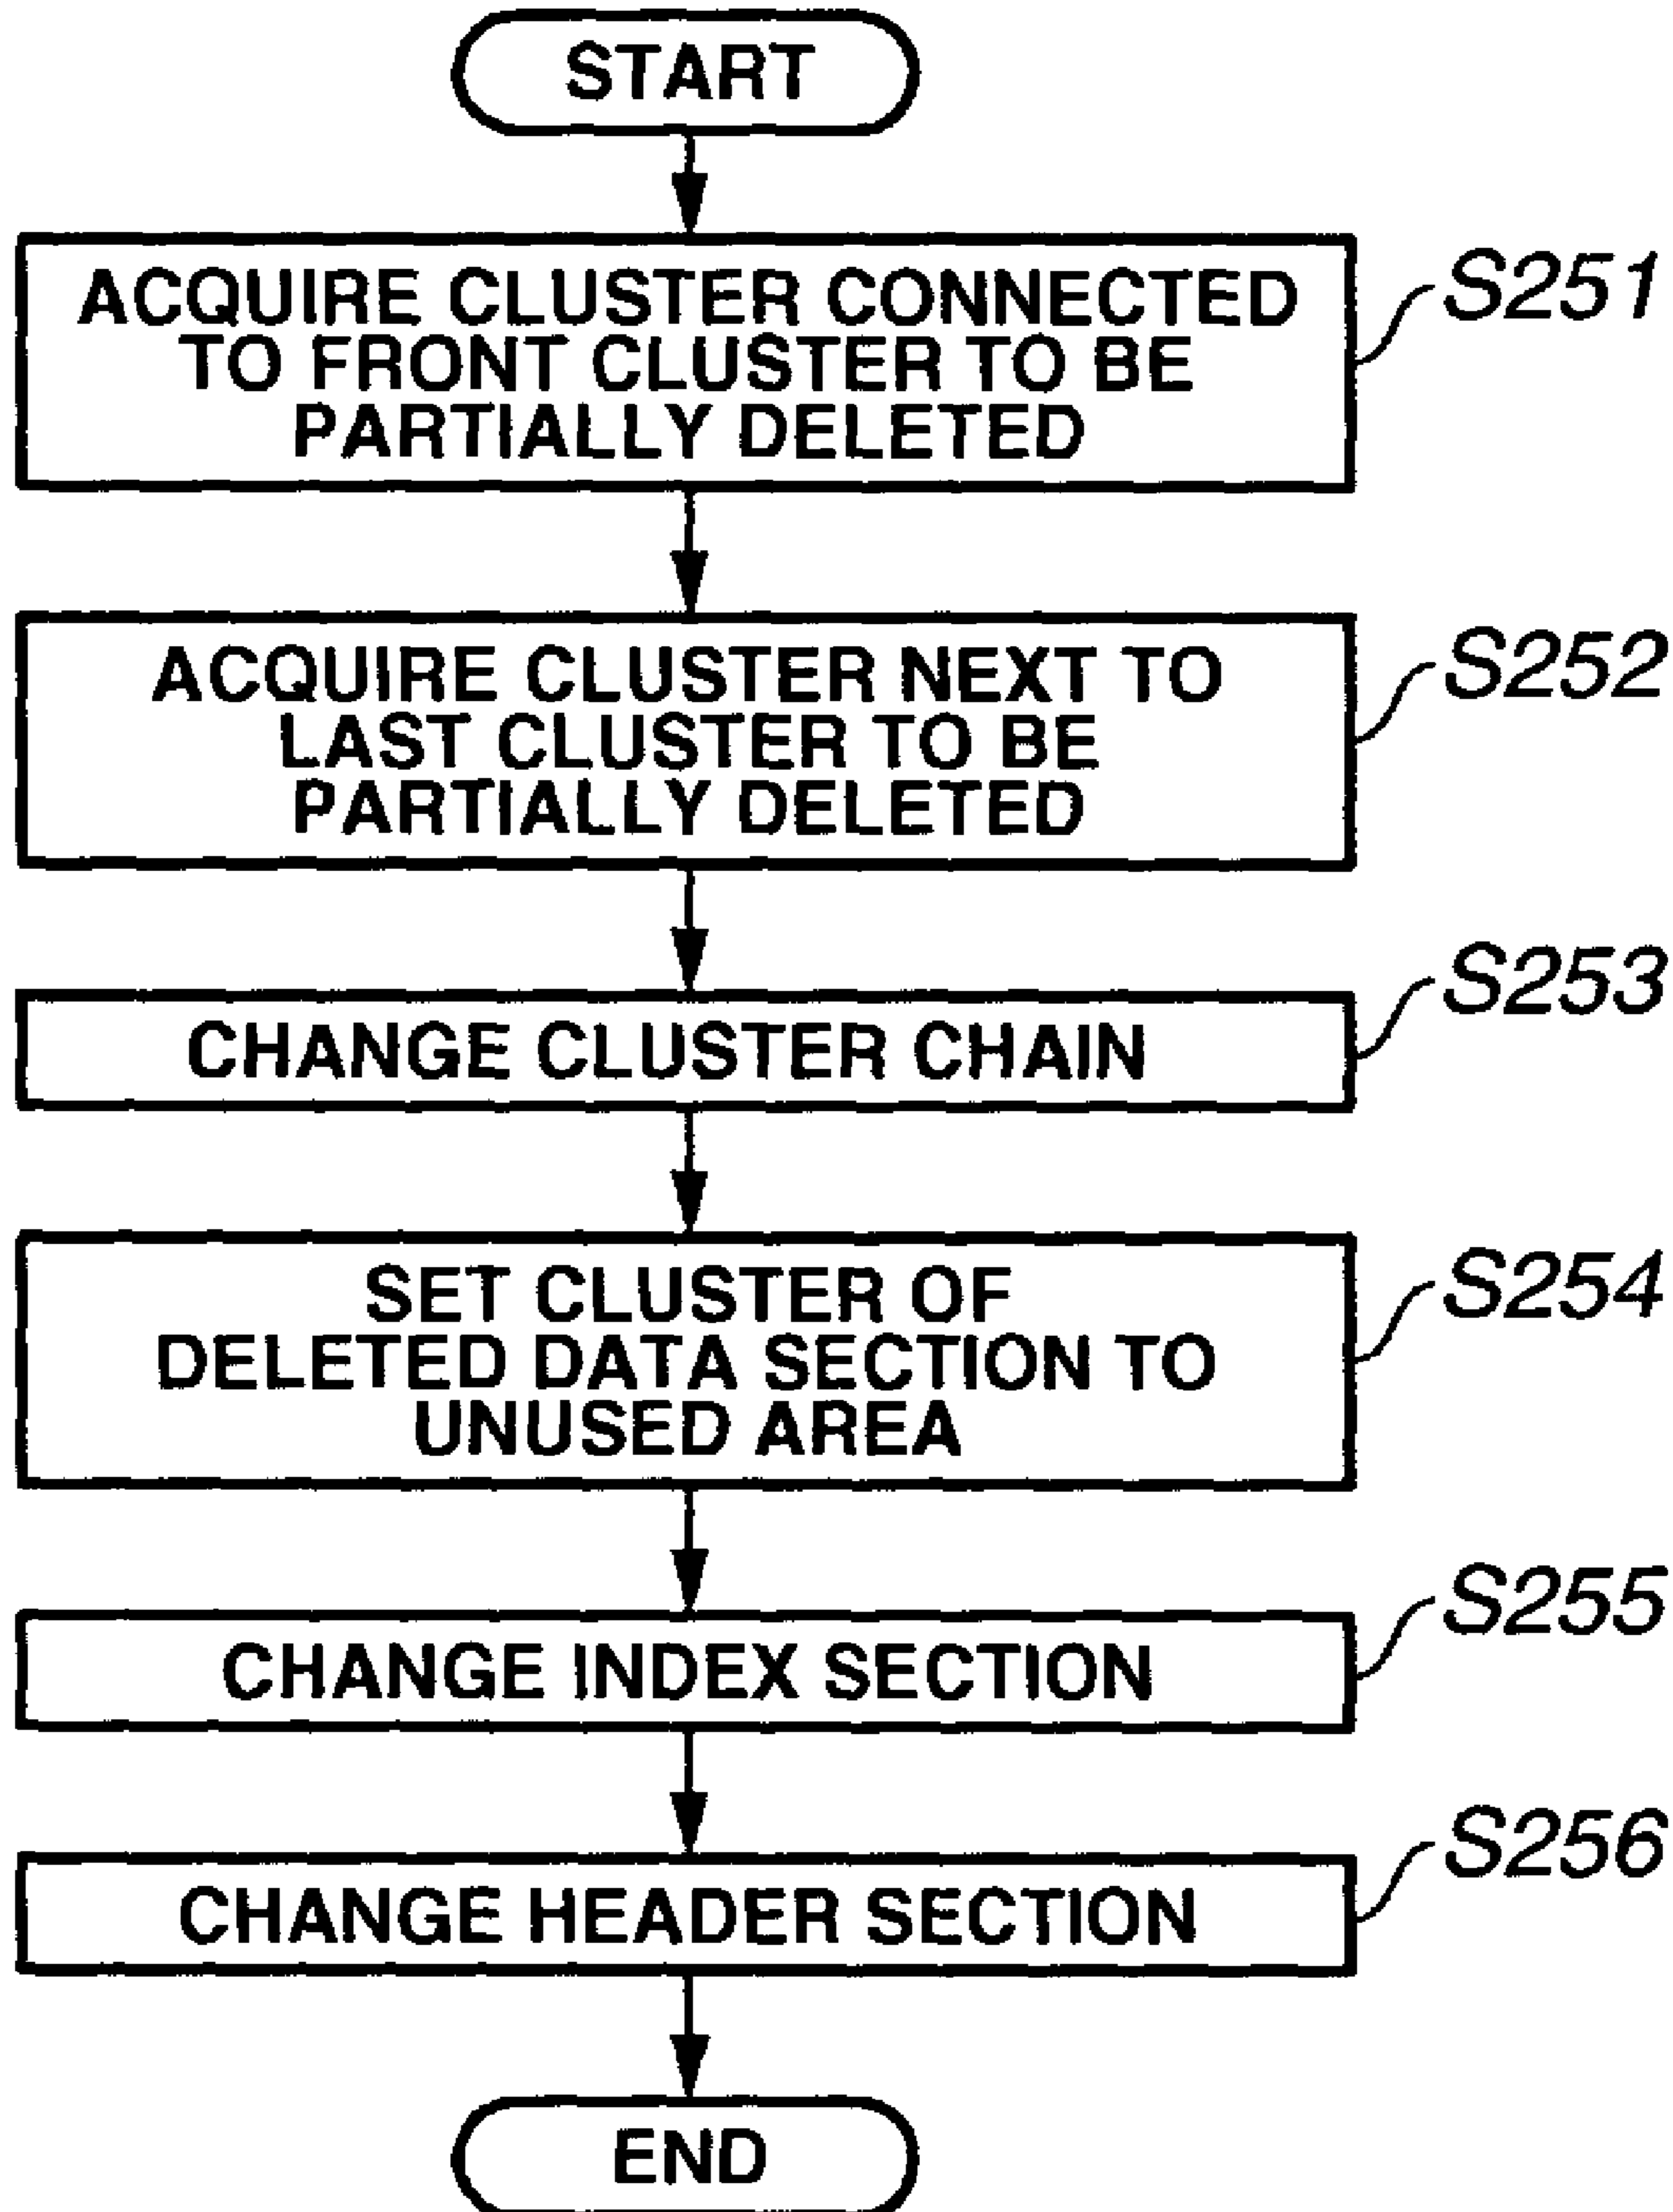 START
ACQUIRE CLUSTER CONNECTED
TO FRONT CLUSTER TO BE
PARTIALLY DELETED
S251
ACQUIRE CLUSTER NEXT TO
LAST CLUSTER TO BE
PARTIALLY DELETED
S252
CHANGE CLUSTER CHAIN
S253
SET CLUSTER OF
DELETED DATA SECTION TO
UNUSED AREA
S254
CHANGE INDEX SECTION
S255
CHANGE HEADER SECTION
S256
END